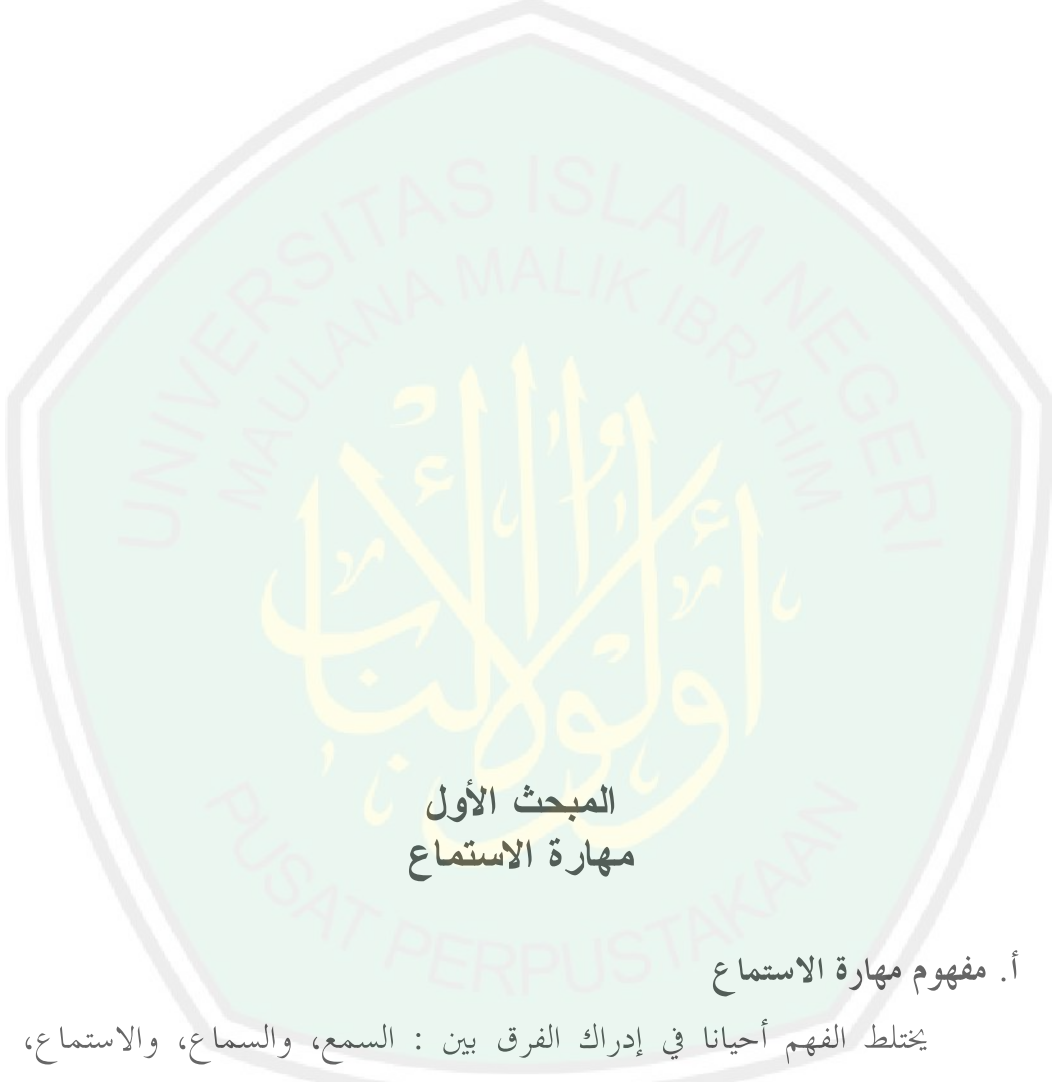 UNIVERSITAS ISLAM NEGERI
MAULANA MALIK IBRAHIM
أولوا الألباب
المبحث الأول
مهارة الاستماع
PUSAT PERPUSTAKAAN
أ. مفهوم مهارة الاستماع
يختلط الفهم أحيانا في إدراك الفرق بين : السمع، والسماع، والاستماع،